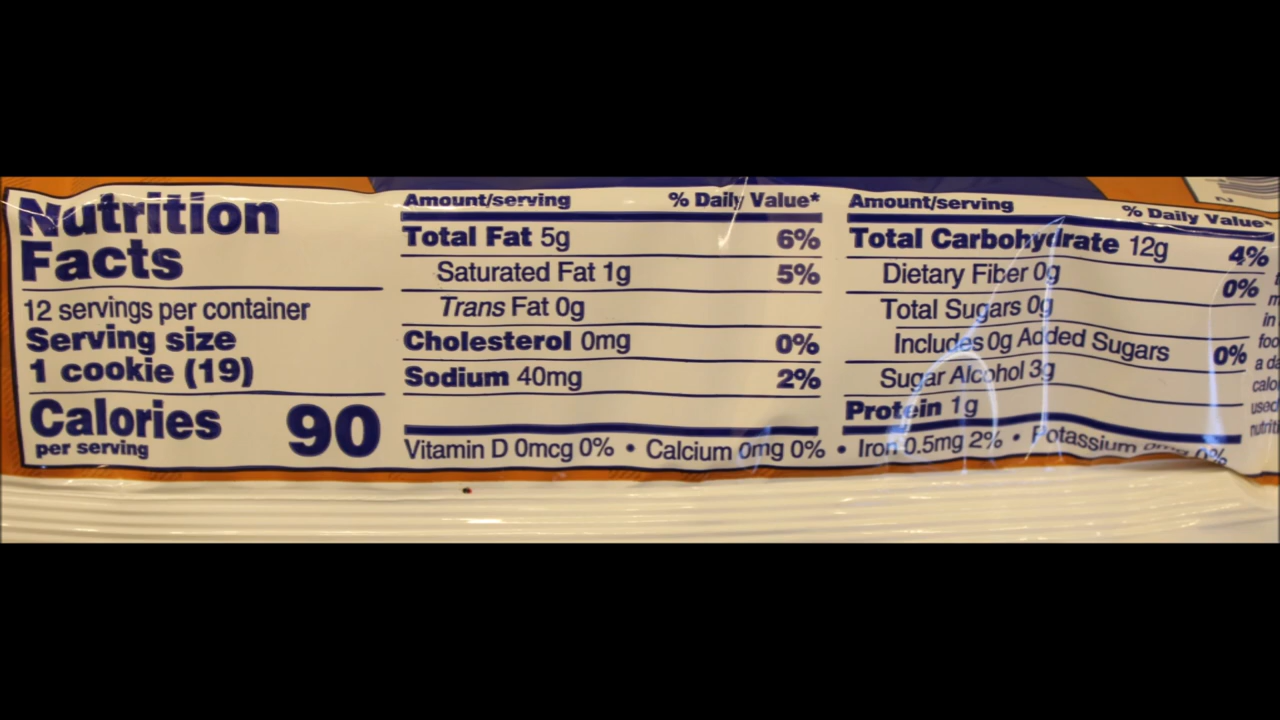 Nutrition
Facts
12 servings per container
Serving size
1 cookie (19)
Calories 90
per serving
Amount/serving % Daily Value*
Total Fat 5g 6%
Saturated Fat 1g 5%
Trans Fat 0g
Cholesterol 0mg 0%
Sodium 40mg 2%
Amount/serving % Daily Value*
Total Carbohydrate 12g 4%
Dietary Fiber 0g 0%
Total Sugars 0g
Includes 0g Added Sugars 0%
Sugar Alcohol 3g
Protein 1g
Vitamin D 0mcg 0% • Calcium 0mg 0% • Iron 0.5mg 2% • Potassium 0mg 0%
in
a
used